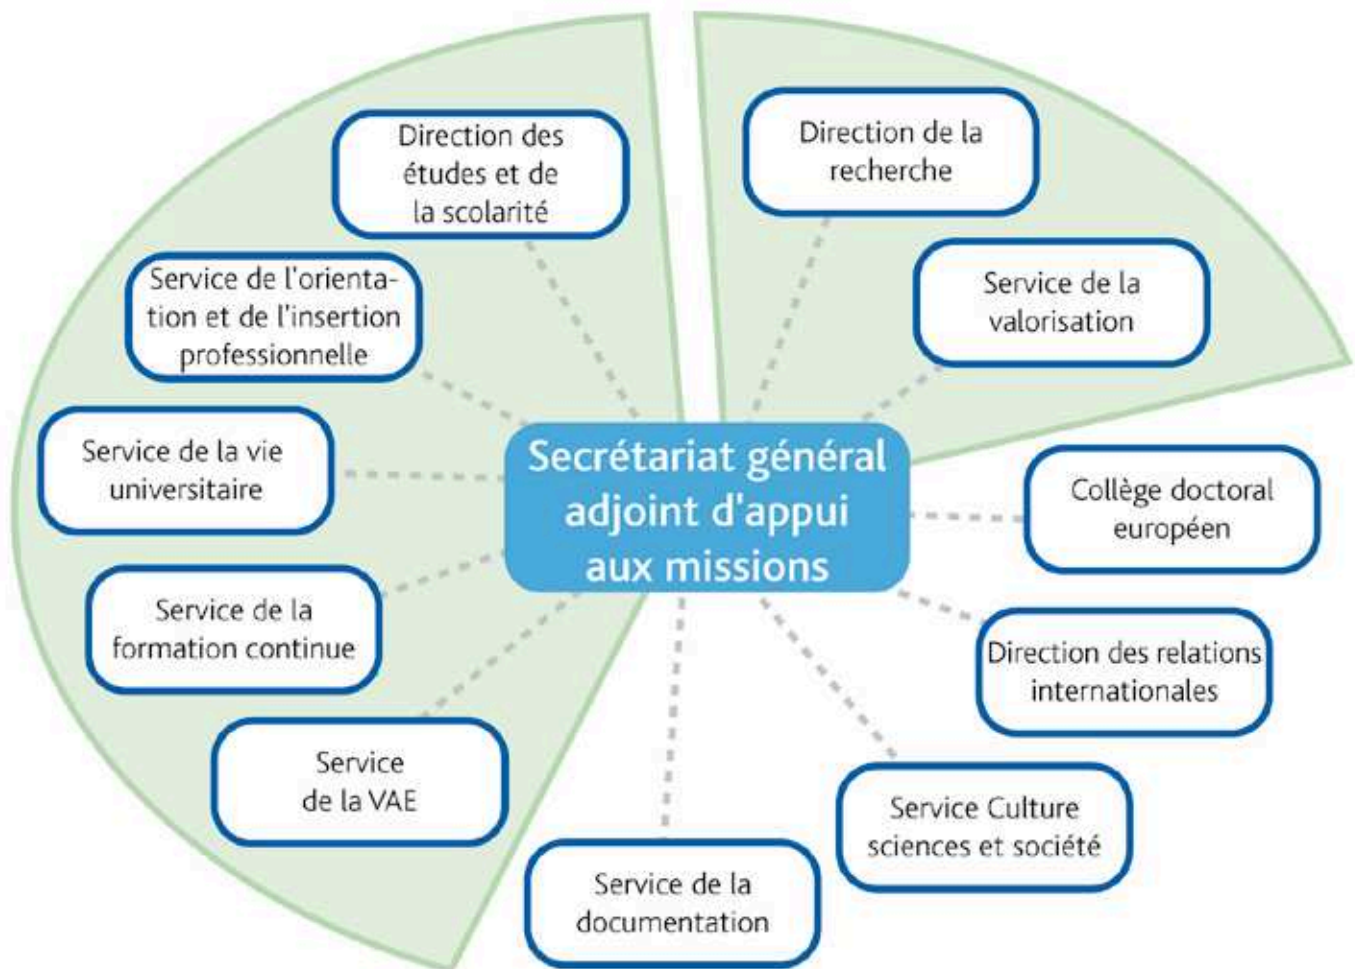 Direction des
études et de
la scolarité
Direction de la
recherche
Service de l'orienta-
tion et de l'insertion
professionnelle
Service de la
valorisation
Service de la vie
universitaire
Secrétariat général
adjoint d'appui
aux missions
Collège doctoral
européen
Service de la
formation continue
Direction des relations
internationales
Service
de la VAE
Service Culture
sciences et société
Service de la
documentation